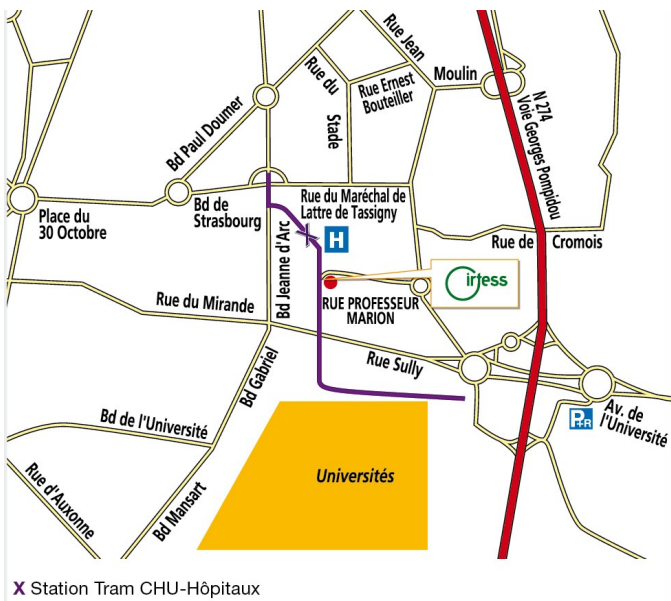 Rue Jean
Moulin
Rue du
Stade
Rue Ernest
Bouteiller
N 274
Voie Georges Pompidou
Bd Paul Doumer
Place du
30 Octobre
Bd de
Strasbourg
Rue du Maréchal de
Lattre de Tassigny
H
Rue de Cromois
Bd Jeanne d'Arc
irtess
Rue du Mirande
RUE PROFESSEUR
MARION
Rue Sully
Bd Gabriel
Av. de
l'Université
P+R
Bd de l'Université
Rue d'Auxonne
Bd Mansart
Universités
X Station Tram CHU-Hôpitaux